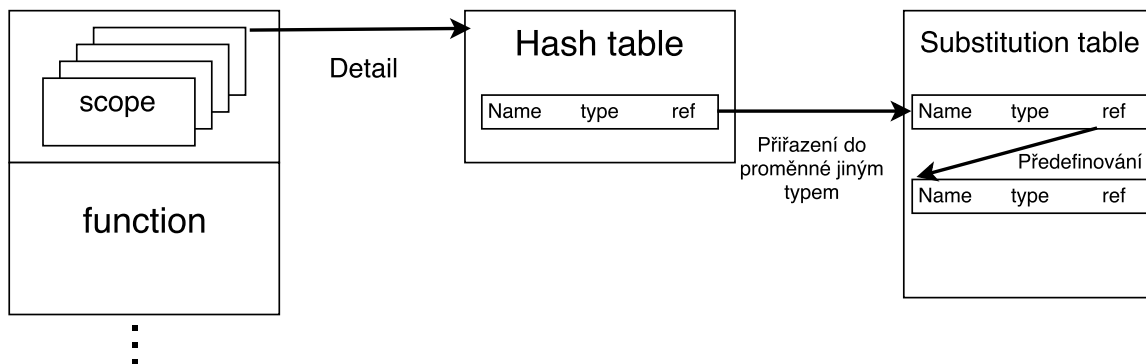 scope
function
Detail
Hash table
Name type ref
Přiřazení do
proměnné jiným
typem
Substitution table
Name type ref
Předefinování
Name type ref